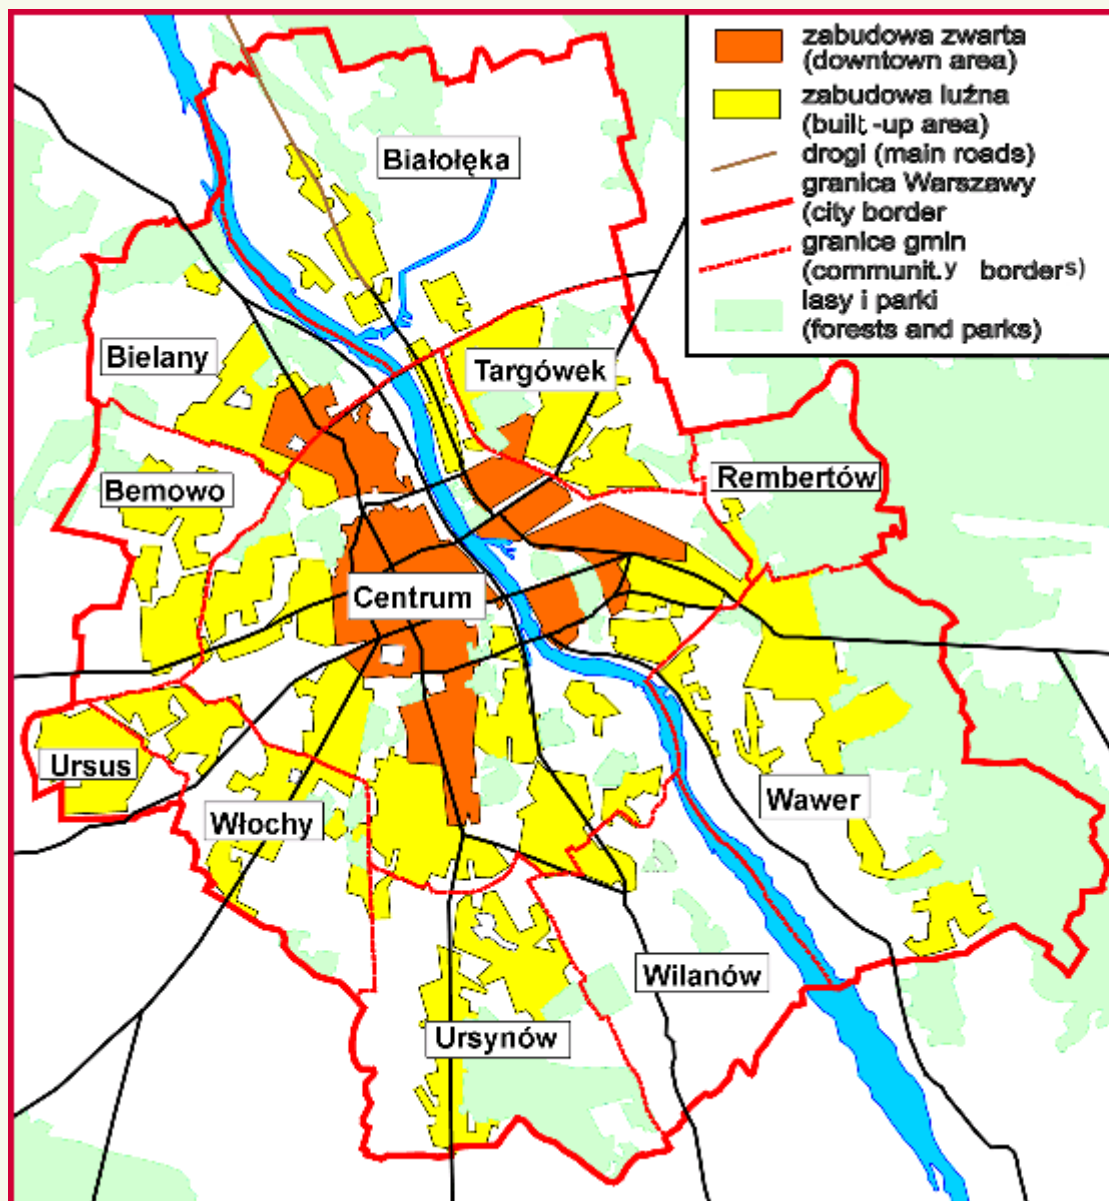 zabudowa zwarta
(downtown area)
zabudowa luźna
(built -up area)
drogi (main roads)
granica Warszawy
(city border
granice gmin
(community borders)
lasy i parki
(forests and parks)
Białołęka
Bielany
Targówek
Bemowo
Rembertów
Centrum
Ursus
Włochy
Wawer
Wilanów
Ursynów